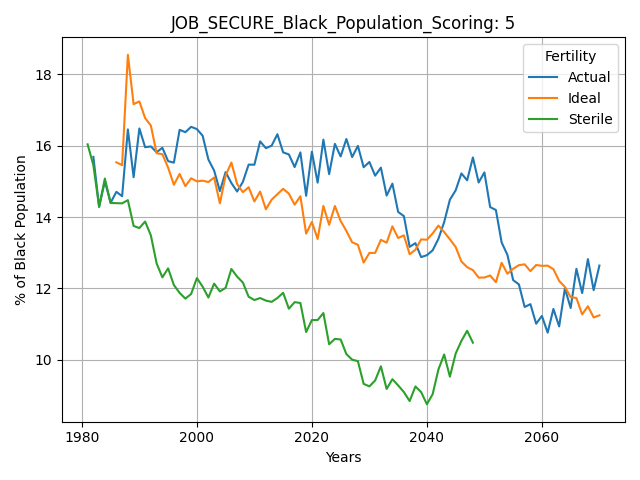 JOB_SECURE_Black_Population_Scoring: 5
% of Black Population
18
16
14
12
10
1980
2000
2020
2040
2060
Years
Fertility
Actual
Ideal
Sterile